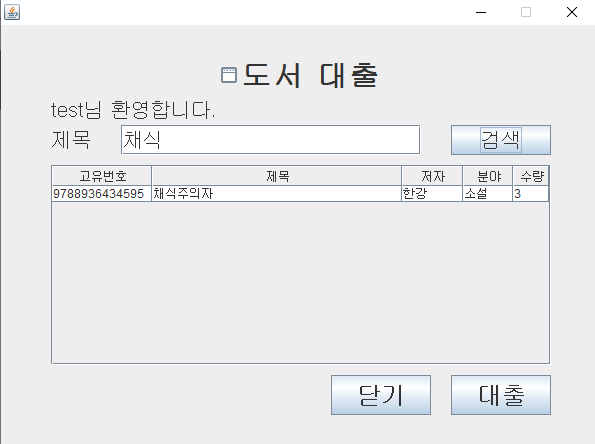 도서 대출
test님 환영합니다.
제목 채식 검색
고유번호 제목 저자 분야 수량
9788936434595 채식주의자 한강 소설 3
닫기 대출